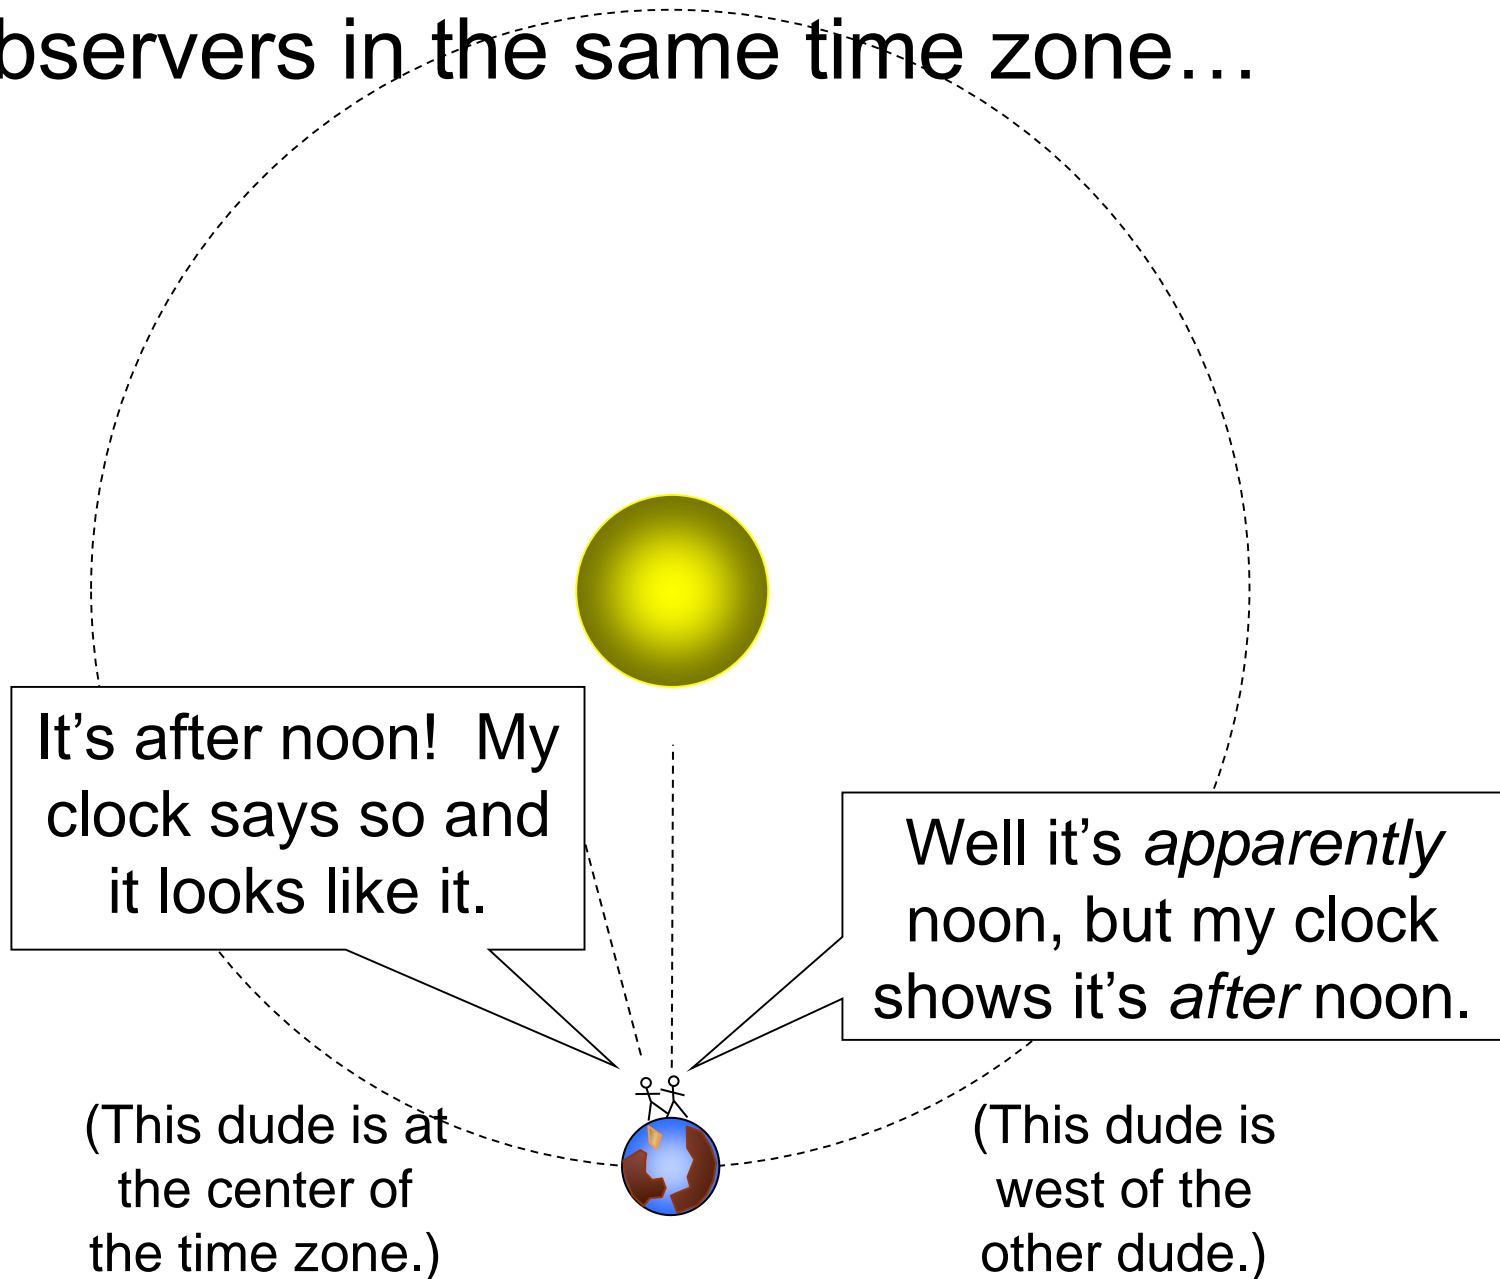 bservers in the same time zone…
It's after noon!  My
clock says so and
it looks like it.
Well it's apparently
noon, but my clock
shows it's after noon.
(This dude is at
the center of
the time zone.)
(This dude is
west of the
other dude.)